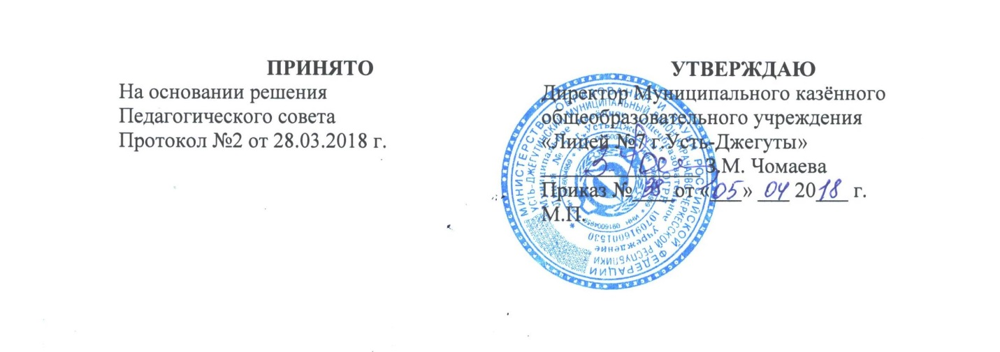 ПРИНЯТО
На основании решения
Педагогического совета
Протокол №2 от 28.03.2018 г.
УТВЕРЖДАЮ
Директор Муниципального казённого
общеобразовательного учреждения
«Лицей №7 г.Усть-Джегуты»
З.М. Чомаева
Приказ № 38 от «05» 04 2018 г.
М.П.